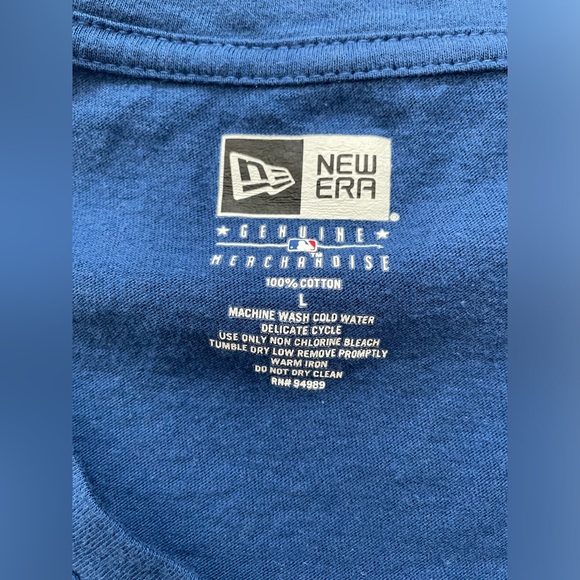 NEW
ERA
®
★ GENUINE ★
TM
MERCHANDISE
100% COTTON
L
MACHINE WASH COLD WATER
DELICATE CYCLE
USE ONLY NON CHLORINE BLEACH
TUMBLE DRY LOW REMOVE PROMPTLY
WARM IRON
DO NOT DRY CLEAN
RN# 94989